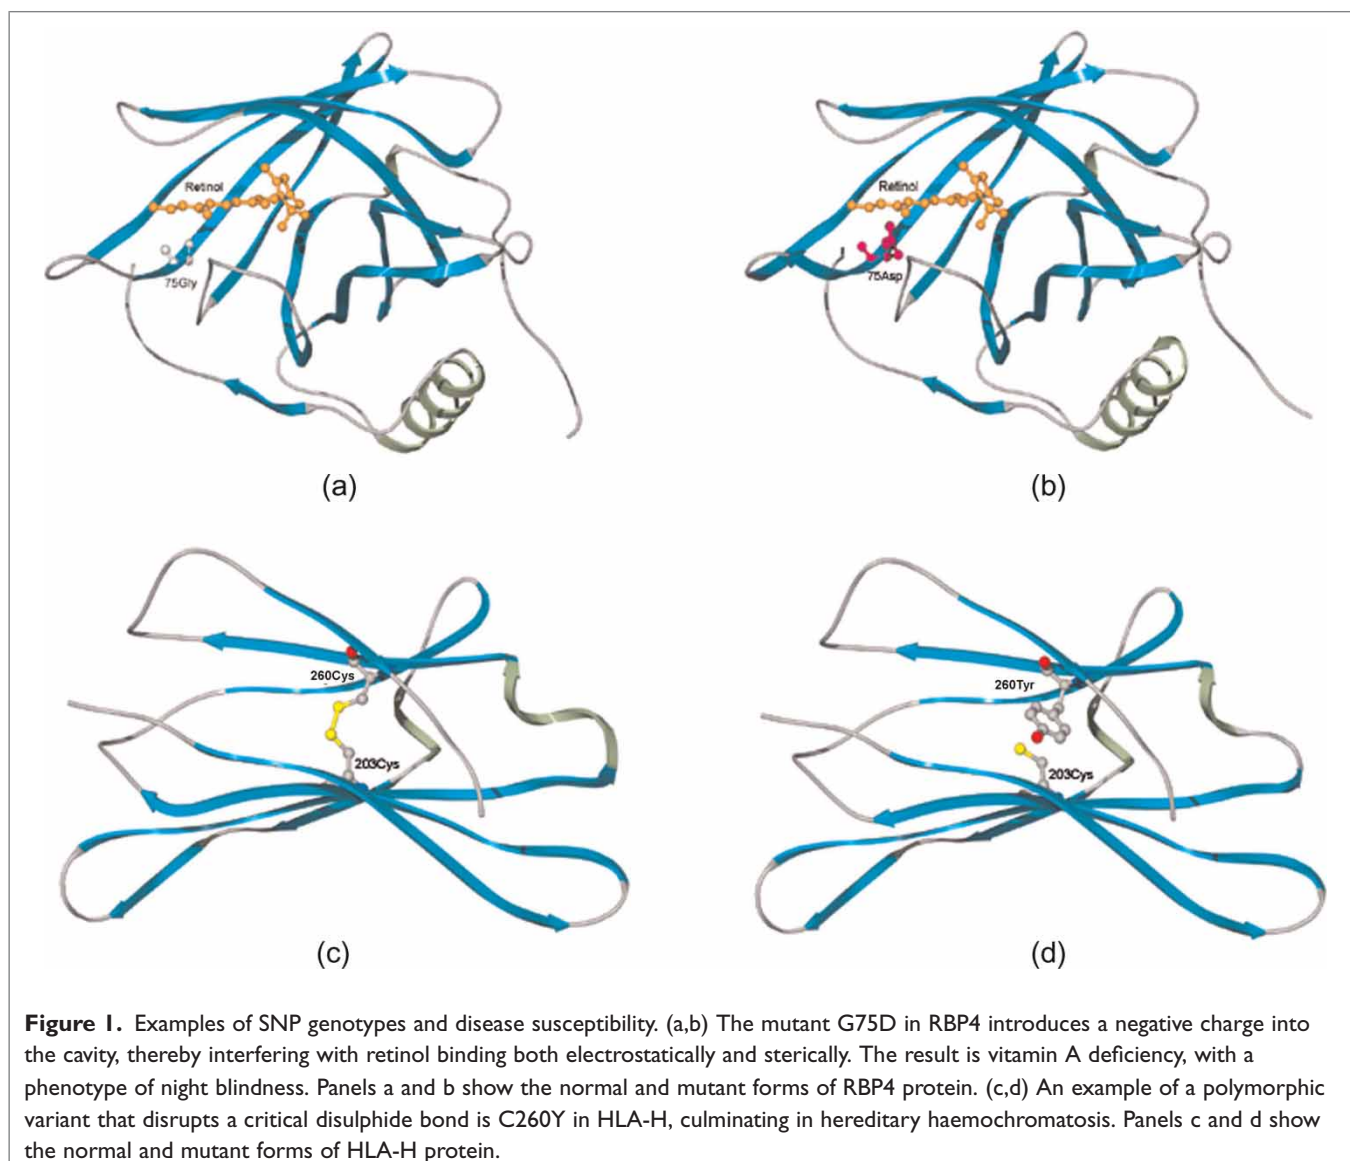 Retinol
75Gly
(a)
Retinol
75Asp
(b)
260Cys
203Cys
(c)
260Tyr
203Cys
(d)
Figure 1. Examples of SNP genotypes and disease susceptibility. (a,b) The mutant G75D in RBP4 introduces a negative charge into
the cavity, thereby interfering with retinol binding both electrostatically and sterically. The result is vitamin A deficiency, with a
phenotype of night blindness. Panels a and b show the normal and mutant forms of RBP4 protein. (c,d) An example of a polymorphic
variant that disrupts a critical disulphide bond is C260Y in HLA-H, culminating in hereditary haemochromatosis. Panels c and d show
the normal and mutant forms of HLA-H protein.